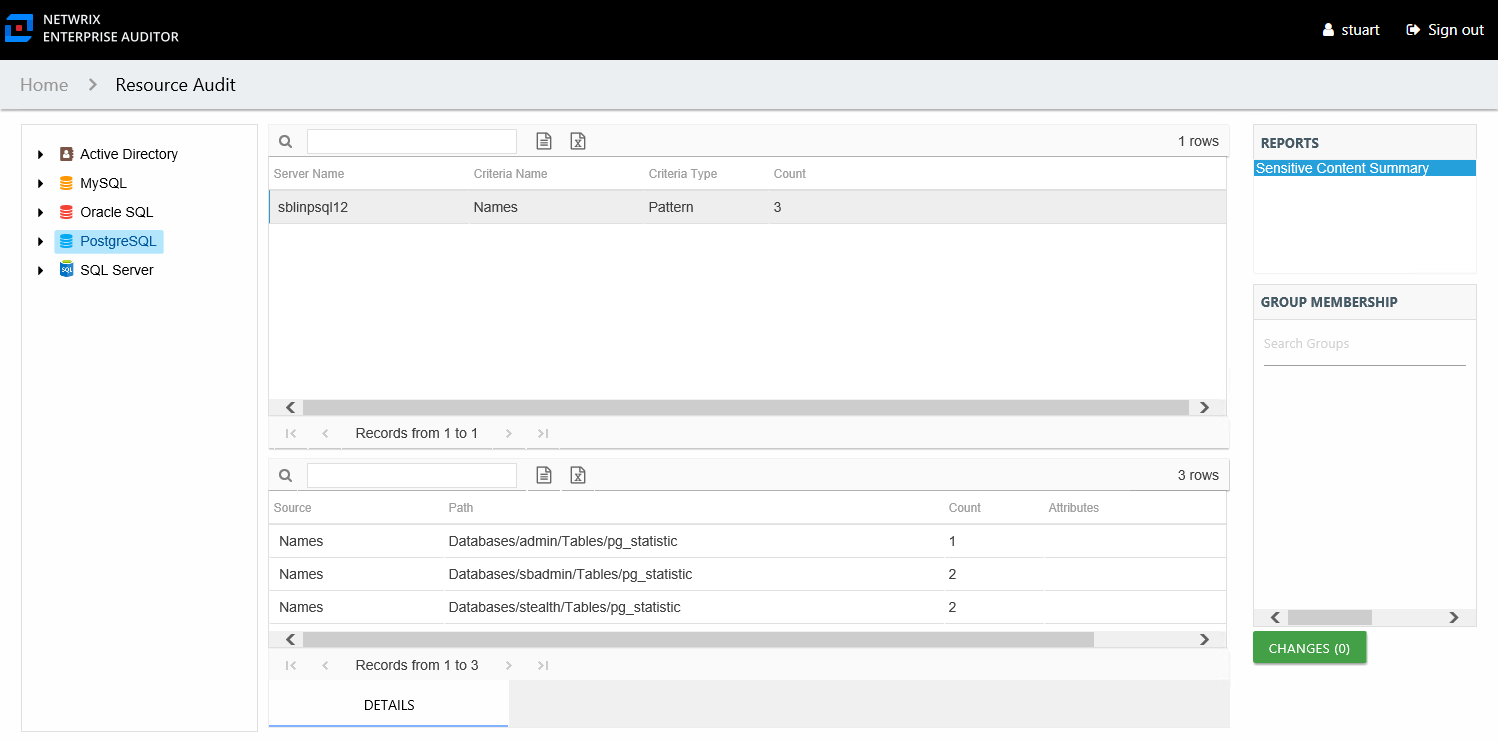 NETWRIX
ENTERPRISE AUDITOR
stuart
Sign out
Home > Resource Audit
Active Directory
MySQL
Oracle SQL
PostgreSQL
SQL Server
1 rows
Server Name Criteria Name Criteria Type Count
sblinpsql12 Names Pattern 3
Records from 1 to 1
3 rows
Source Path Count Attributes
Names Databases/admin/Tables/pg_statistic 1
Names Databases/sbadmin/Tables/pg_statistic 2
Names Databases/stealth/Tables/pg_statistic 2
Records from 1 to 3
DETAILS
REPORTS
Sensitive Content Summary
GROUP MEMBERSHIP
Search Groups
CHANGES (0)